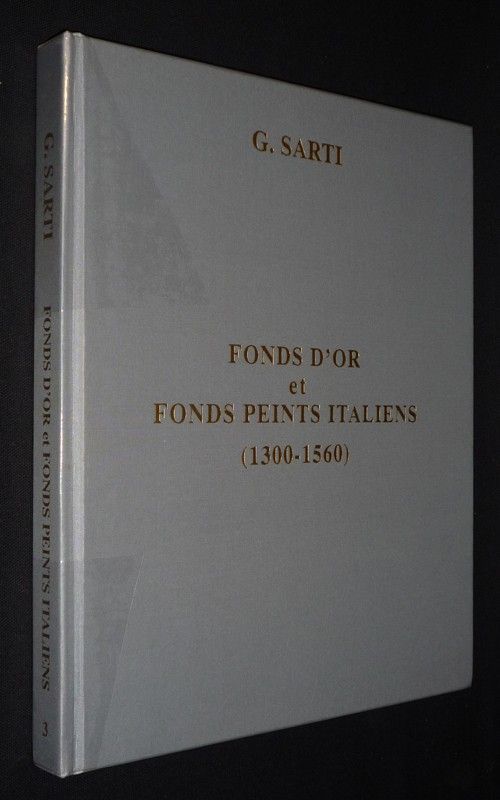 G. SARTI
FONDS D'OR
et
FONDS PEINTS ITALIENS
(1300-1560)
G. SARTI
FONDS D'OR et FONDS PEINTS ITALIENS
3